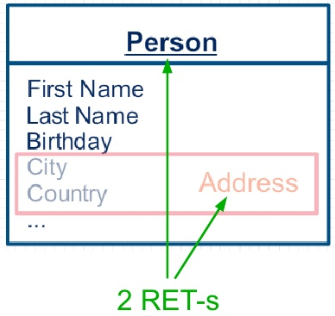 Person
First Name
Last Name
Birthday
City
Country
Address
...
2 RET-s